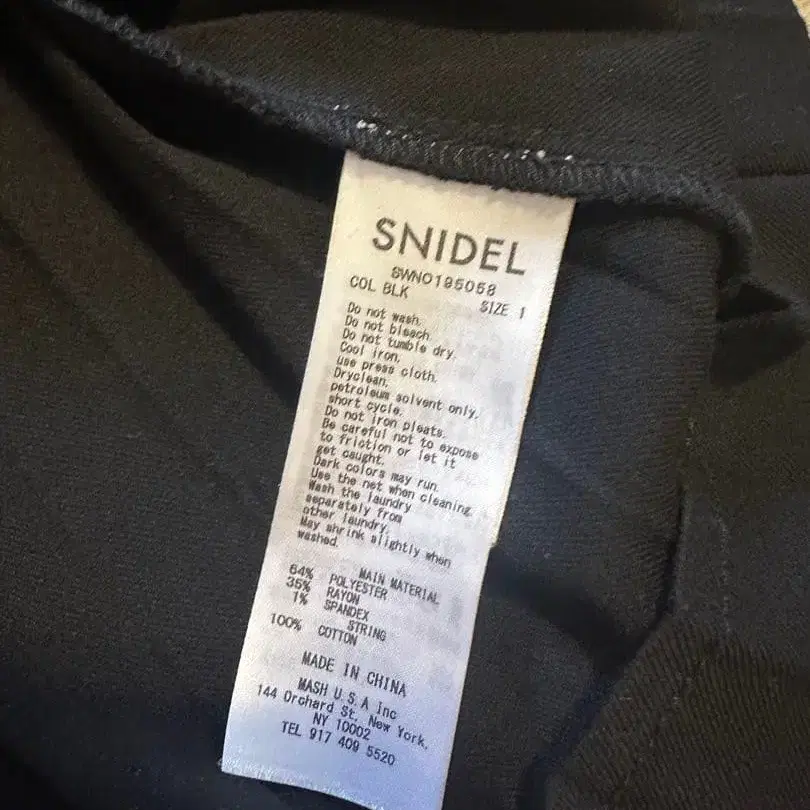 SNIDEL
SWNO195058
COL BLK SIZE 1
Do not wash.
Do not bleach.
Do not tumble dry.
Cool iron.
use press cloth.
Dryclean.
petroleum solvent only.
short cycle.
Do not iron pleats.
Be careful not to expose
to friction or let it
get caught.
Dark colors may run.
Use the net when cleaning.
Wash the laundry
separately from
other laundry.
May shrink slightly when
washed.
MAIN MATERIAL
64% POLYESTER
35% RAYON
1% SPANDEX
STRING
100% COTTON
MADE IN CHINA
MASH U.S.A Inc
144 Orchard St. New York,
NY 10002
TEL 917 409 5520